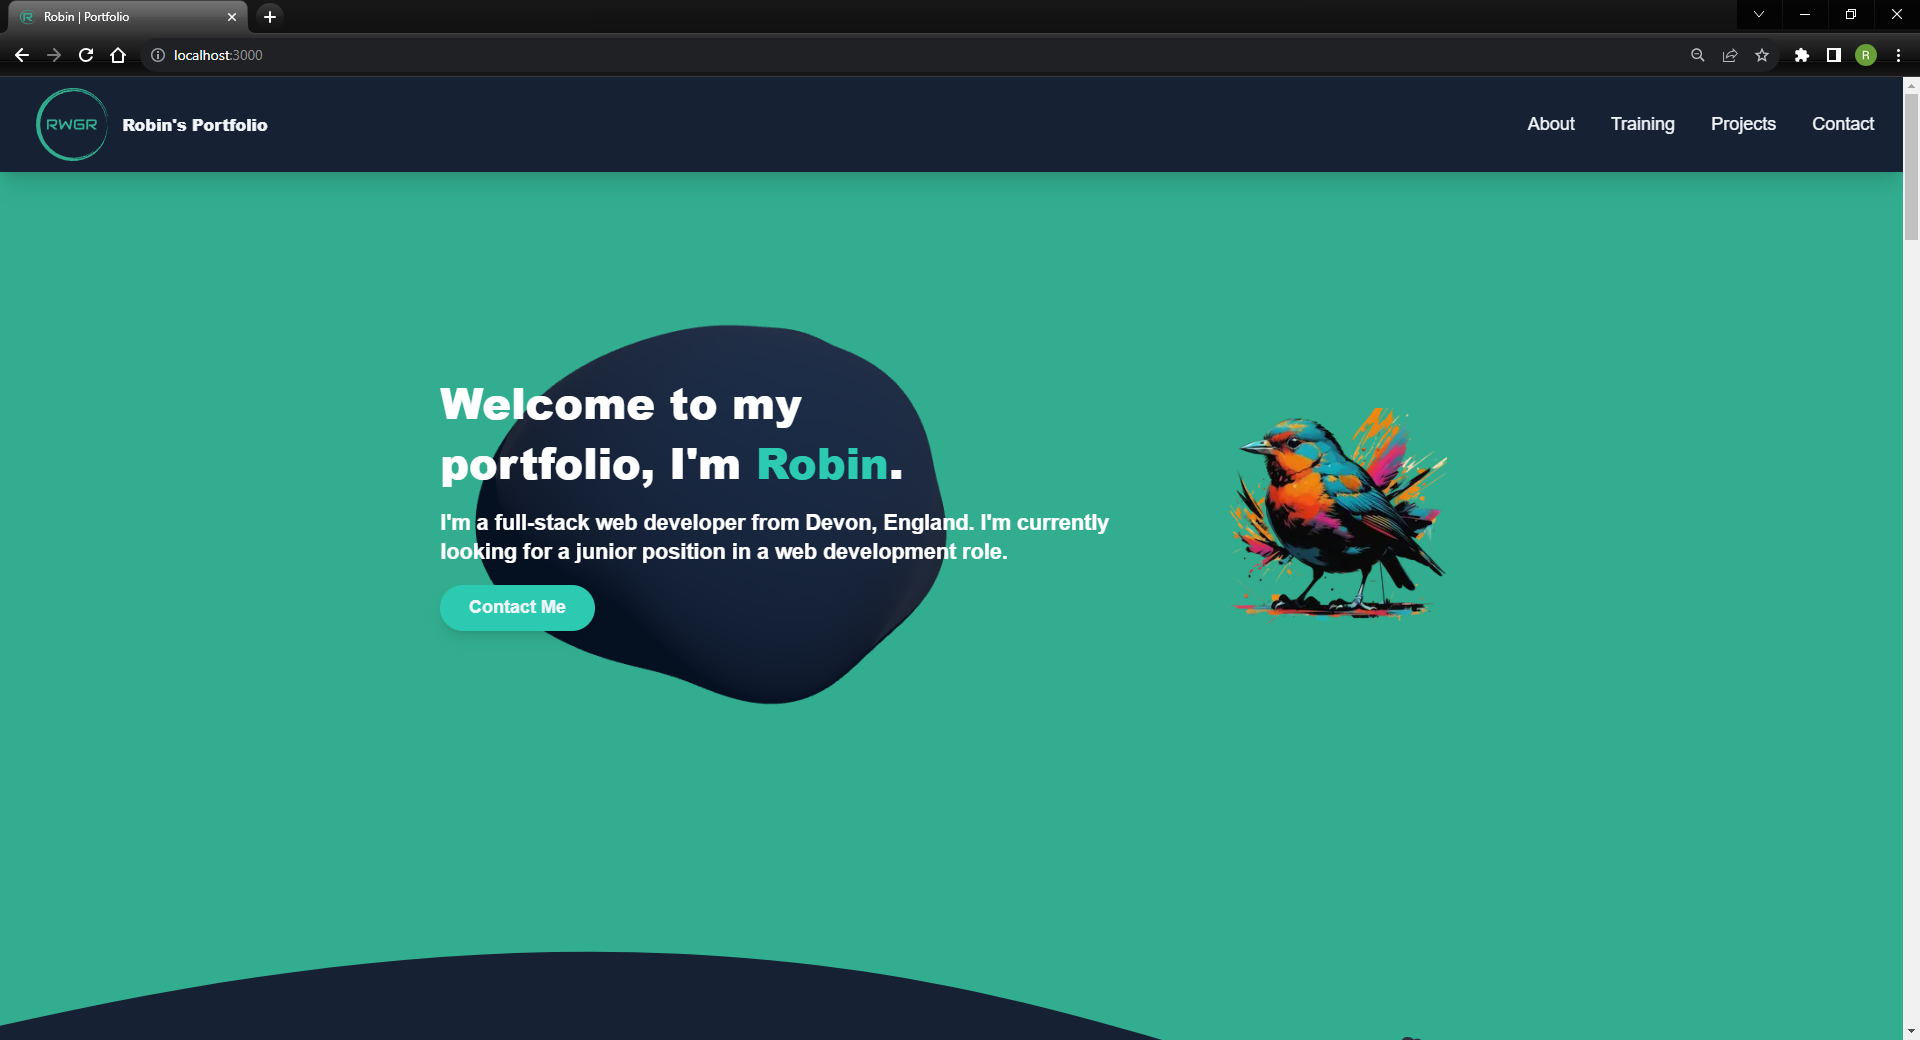 Robin | Portfolio
localhost:3000
R
RWGR
Robin's Portfolio
About
Training
Projects
Contact
Welcome to my
portfolio, I'm Robin.
I'm a full-stack web developer from Devon, England. I'm currently
looking for a junior position in a web development role.
Contact Me